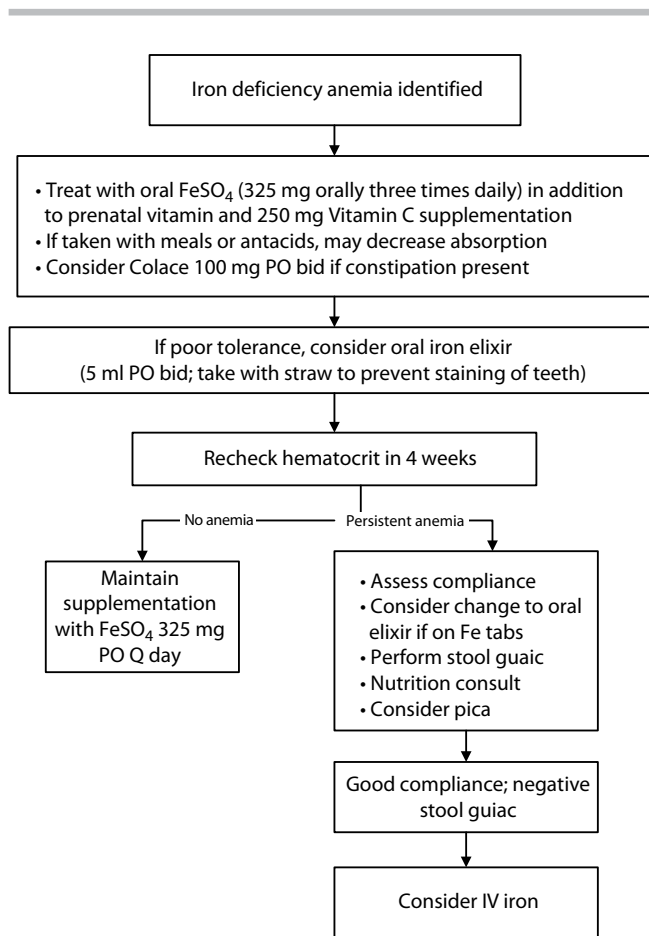 Iron deficiency anemia identified
• Treat with oral FeSO₄ (325 mg orally three times daily) in addition
to prenatal vitamin and 250 mg Vitamin C supplementation
• If taken with meals or antacids, may decrease absorption
• Consider Colace 100 mg PO bid if constipation present
If poor tolerance, consider oral iron elixir
(5 ml PO bid; take with straw to prevent staining of teeth)
Recheck hematocrit in 4 weeks
No anemia
Persistent anemia
Maintain
supplementation
with FeSO₄ 325 mg
PO Q day
• Assess compliance
• Consider change to oral
elixir if on Fe tabs
• Perform stool guaic
• Nutrition consult
• Consider pica
Good compliance; negative
stool guiac
Consider IV iron